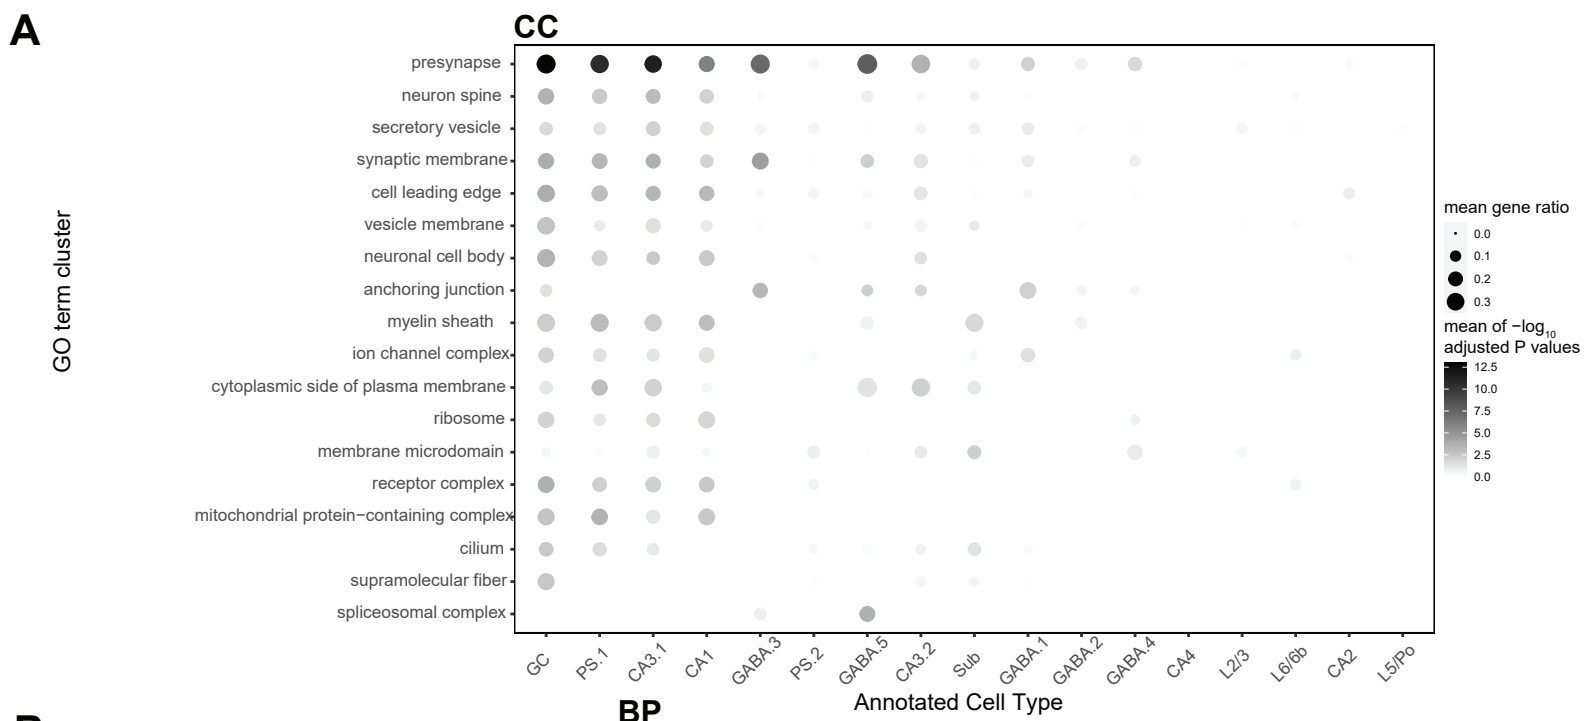 A
CC
presynapse
neuron spine
secretory vesicle
synaptic membrane
cell leading edge
vesicle membrane
neuronal cell body
anchoring junction
myelin sheath
ion channel complex
cytoplasmic side of plasma membrane
ribosome
membrane microdomain
receptor complex
mitochondrial protein−containing complex
cilium
supramolecular fiber
spliceosomal complex
GO term cluster
GC
PS.1
CA3.1
CA1
GABA.3
PS.2
GABA.5
CA3.2
Sub
GABA.1
GABA.2
GABA.4
CA4
L2/3
L6/6b
CA2
L5/Po
Annotated Cell Type
mean gene ratio
0.0
0.1
0.2
0.3
mean of −log10
adjusted P values
12.5
10.0
7.5
5.0
2.5
0.0
BP